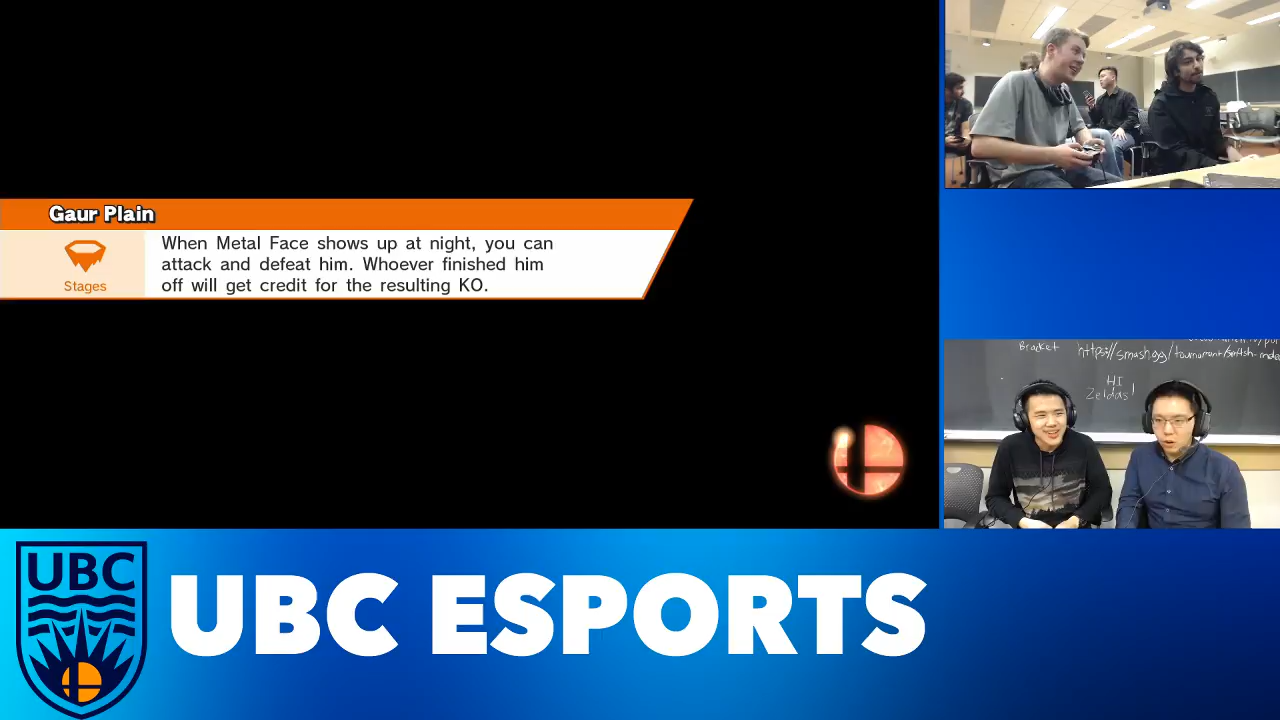 Gaur Plain
Stages
When Metal Face shows up at night, you can
attack and defeat him. Whoever finished him
off will get credit for the resulting KO.
Bracket
HI
Zeldas!
UBC
UBC ESPORTS